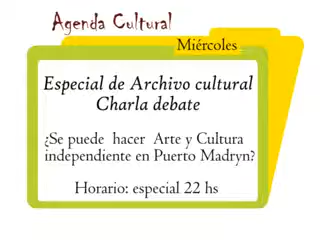 Agenda Cultural
Miércoles
Especial de Archivo cultural
Charla debate
¿Se puede hacer Arte y Cultura
independiente en Puerto Madryn?
Horario: especial 22 hs